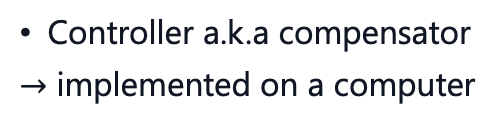 • Controller a.k.a compensator
→ implemented on a computer